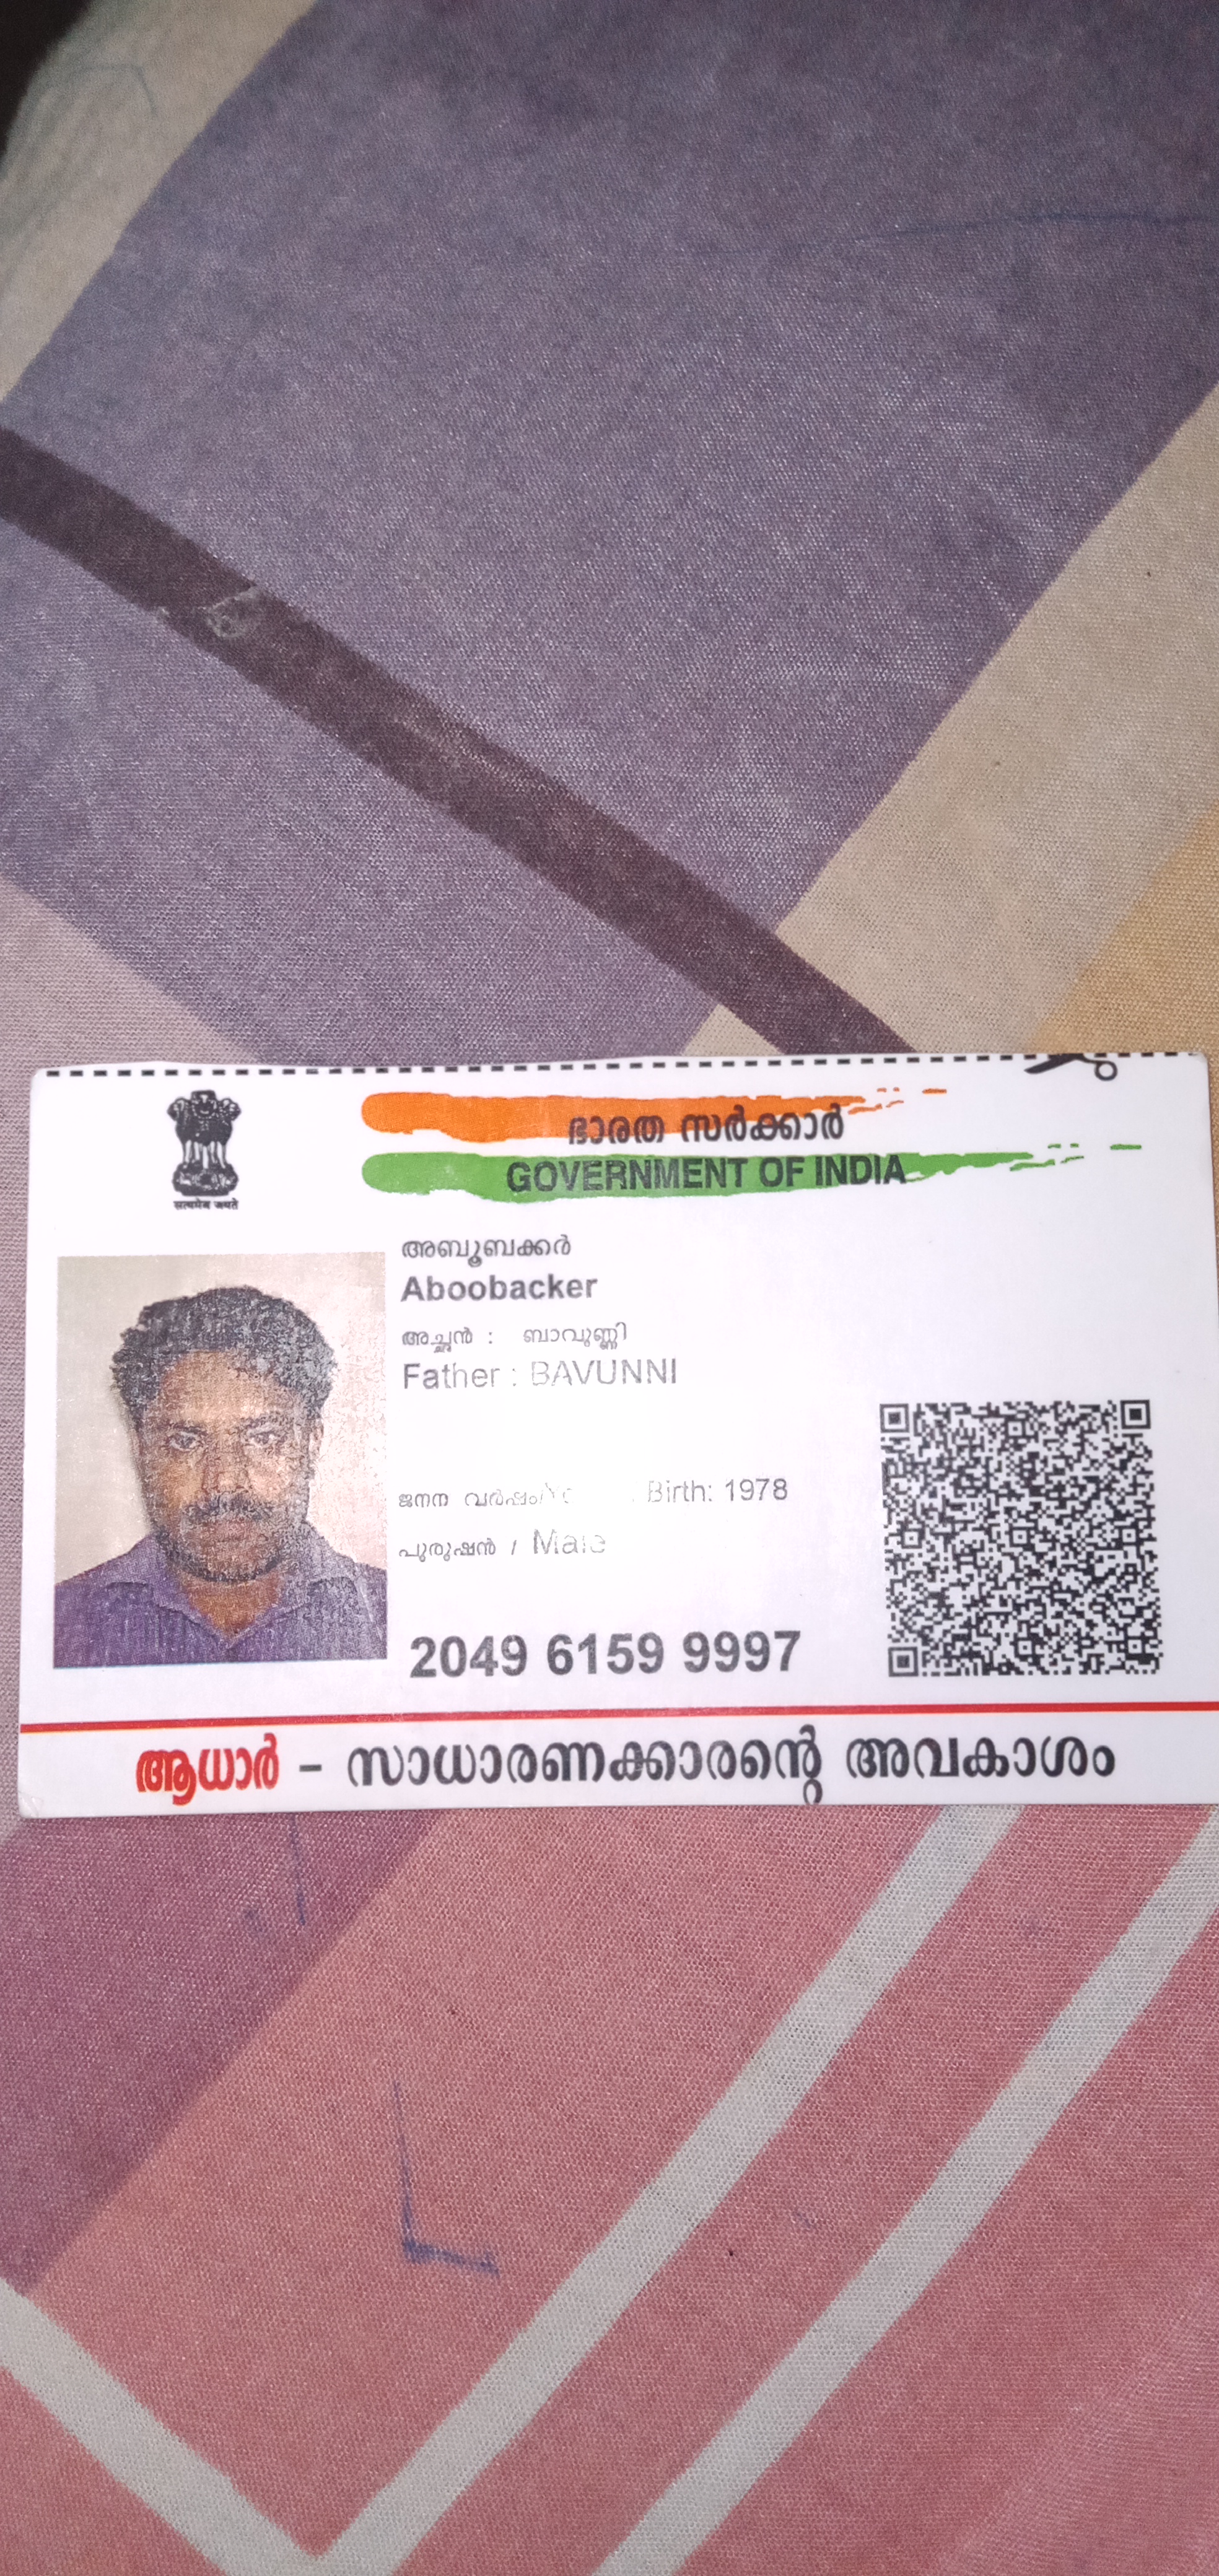 सत्यमेव जयते
ഭാരത സർക്കാർ
GOVERNMENT OF INDIA
അബൂബക്കർ
Aboobacker
അച്ഛൻ : ബാവുണ്ണി
Father : BAVUNNI
ജനന വർഷം/ Birth: 1978
പുരുഷൻ / Male
2049 6159 9997
ആധാർ – സാധാരണക്കാരന്റെ അവകാശം